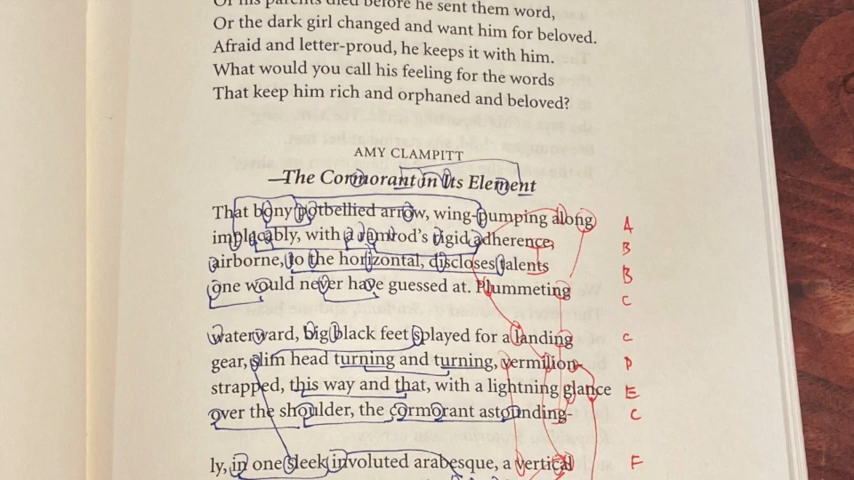 Or his parents died before he sent them word,
Or the dark girl changed and want him for beloved.
Afraid and letter-proud, he keeps it with him.
What would you call his feeling for the words
That keep him rich and orphaned and beloved?
AMY CLAMPITT
—The Cormorant in Its Element
That bony potbellied arrow, wing-pumping along A
implacably, with a ramrod's rigid adherence, B
airborne, to the horizontal, discloses talents B
one would never have guessed at. Plummeting C
waterward, big black feet splayed for a landing C
gear, slim head turning and turning, vermilion- D
strapped, this way and that, with a lightning glance E
over the shoulder, the cormorant astounding- C
ly, in one sleek involuted arabesque, a vertical F